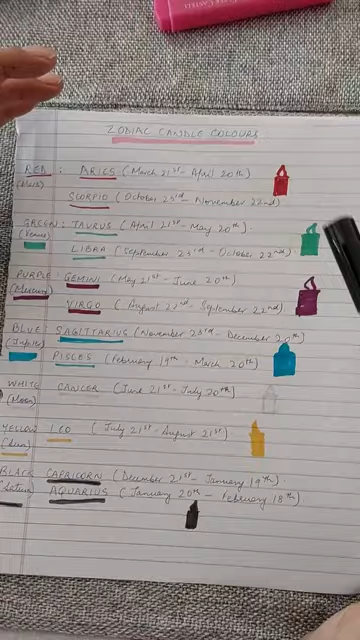 ZODIAC CANDLE COLOURS
RED : ARIES (March 21st - April 20th)
(Mars)
SCORPIO (October 23rd - November 22nd)
GREEN : TAURUS (April 21st - May 20th)
(Venus)
LIBRA (September 23rd - October 22nd)
PURPLE : GEMINI (May 21st - June 20th)
(Mercury)
VIRGO (August 22nd, September 22nd)
BLUE : SAGITTARIUS (November 23rd - December 20th)
(Jupiter)
PISCES (February 19th - March 20th)
WHITE CANCER (June 21st - July 20th)
(Moon)
YELLOW LEO (July 21st - August 21st)
(Sun)
BLACK CAPRICORN (December 21st - January 19th)
(Saturn) AQUARIUS (January 20th - February 18th)